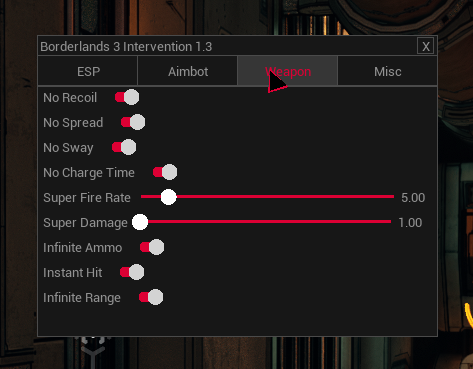 Borderlands 3 Intervention 1.3 X
ESP Aimbot Weapon Misc
No Recoil
No Spread
No Sway
No Charge Time
Super Fire Rate 5.00
Super Damage 1.00
Infinite Ammo
Instant Hit
Infinite Range